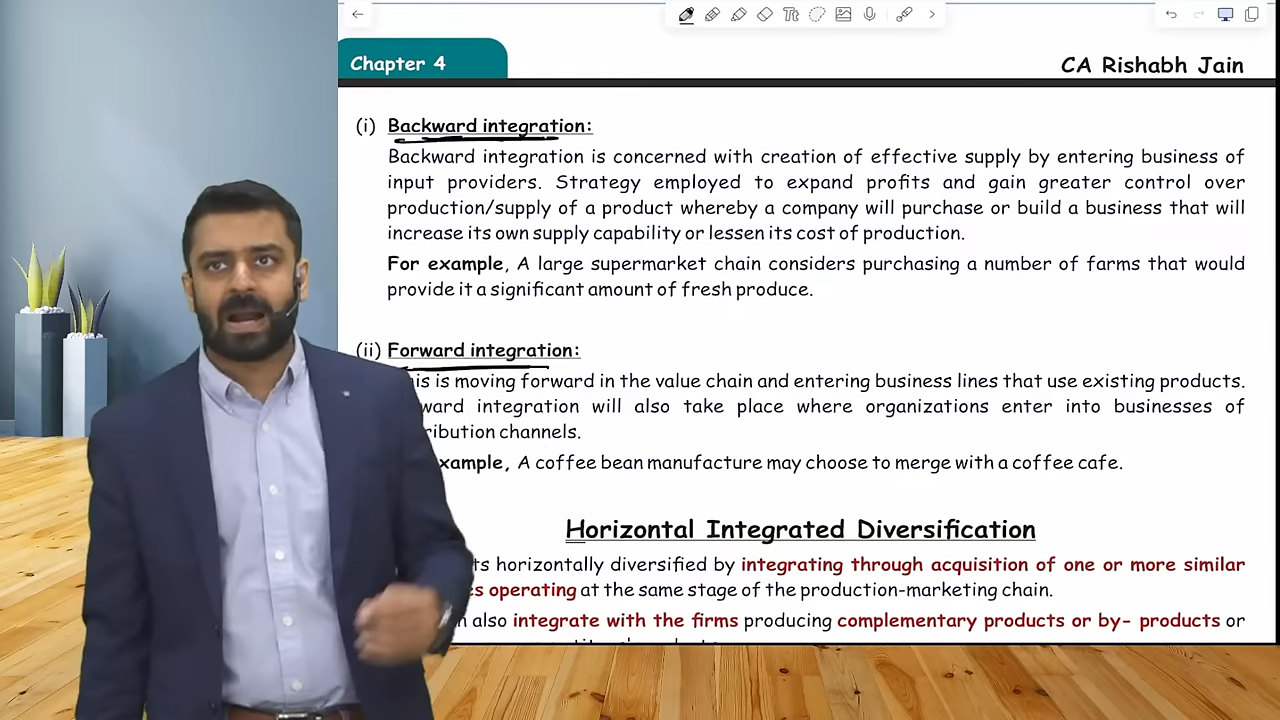 Chapter 4
CA Rishabh Jain
(i) Backward integration:
Backward integration is concerned with creation of effective supply by entering business of
input providers. Strategy employed to expand profits and gain greater control over
production/supply of a product whereby a company will purchase or build a business that will
increase its own supply capability or lessen its cost of production.
For example, A large supermarket chain considers purchasing a number of farms that would
provide it a significant amount of fresh produce.
(ii) Forward integration:
is is moving forward in the value chain and entering business lines that use existing products.
ward integration will also take place where organizations enter into businesses of
ribution channels.
xample, A coffee bean manufacture may choose to merge with a coffee cafe.
Horizontal Integrated Diversification
ts horizontally diversified by integrating through acquisition of one or more similar
es operating at the same stage of the production-marketing chain.
also integrate with the firms producing complementary products or by- products or